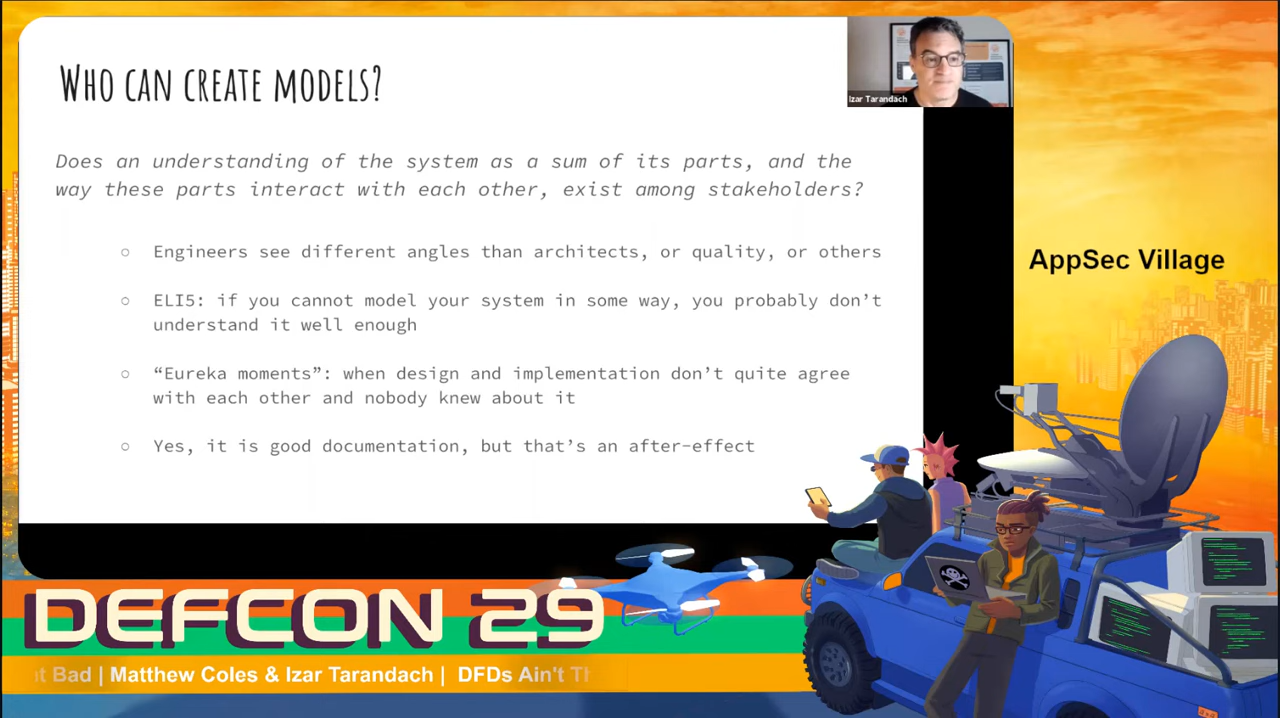 WHO CAN CREATE MODELS?
Izar Tarandach
Does an understanding of the system as a sum of its parts, and the
way these parts interact with each other, exist among stakeholders?
○ Engineers see different angles than architects, or quality, or others
○ ELI5: if you cannot model your system in some way, you probably don’t
understand it well enough
○ “Eureka moments”: when design and implementation don’t quite agree
with each other and nobody knew about it
○ Yes, it is good documentation, but that’s an after-effect
AppSec Village
DEFCON 29
t Bad | Matthew Coles & Izar Tarandach | DFDs Ain't Th